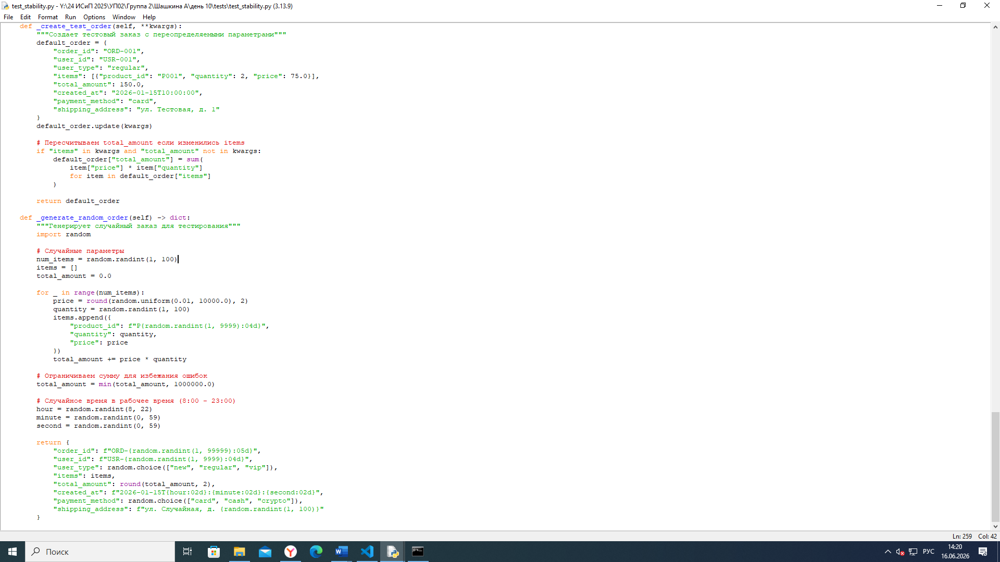 test_stability.py - Y:\24 ИСиП 2025\УП02\Группа 2\Шашкина А\день 10\tests\test_stability.py (3.13.9)
File Edit Format Run Options Window Help
    def _create_test_order(self, **kwargs):
        """Создает тестовый заказ с переопределяемыми параметрами"""
        default_order = {
            "order_id": "ORD-001",
            "user_id": "USR-001",
            "user_type": "regular",
            "items": [{"product_id": "P001", "quantity": 2, "price": 75.0}],
            "total_amount": 150.0,
            "created_at": "2026-01-15T10:00:00",
            "payment_method": "card",
            "shipping_address": "ул. Тестовая, д. 1"
        }
        default_order.update(kwargs)

        # Пересчитываем total_amount если изменились items
        if "items" in kwargs and "total_amount" not in kwargs:
            default_order["total_amount"] = sum(
                item["price"] * item["quantity"]
                for item in default_order["items"]
            )

        return default_order

    def _generate_random_order(self) -> dict:
        """Генерирует случайный заказ для тестирования"""
        import random

        # Случайные параметры
        num_items = random.randint(1, 100)
        items = []
        total_amount = 0.0

        for _ in range(num_items):
            price = round(random.uniform(0.01, 10000.0), 2)
            quantity = random.randint(1, 100)
            items.append({
                "product_id": f"P{random.randint(1, 9999):04d}",
                "quantity": quantity,
                "price": price
            })
            total_amount += price * quantity

        # Ограничиваем сумму для избежания ошибок
        total_amount = min(total_amount, 1000000.0)

        # Случайное время в рабочее время (8:00 - 23:00)
        hour = random.randint(8, 22)
        minute = random.randint(0, 59)
        second = random.randint(0, 59)

        return {
            "order_id": f"ORD-{random.randint(1, 99999):05d}",
            "user_id": f"USR-{random.randint(1, 9999):04d}",
            "user_type": random.choice(["new", "regular", "vip"]),
            "items": items,
            "total_amount": round(total_amount, 2),
            "created_at": f"2026-01-15T{hour:02d}:{minute:02d}:{second:02d}",
            "payment_method": random.choice(["card", "cash", "crypto"]),
            "shipping_address": f"ул. Случайная, д. {random.randint(1, 100)}"
        }
Ln: 259 Col: 42
Поиск
РУС
14:20
16.06.2026